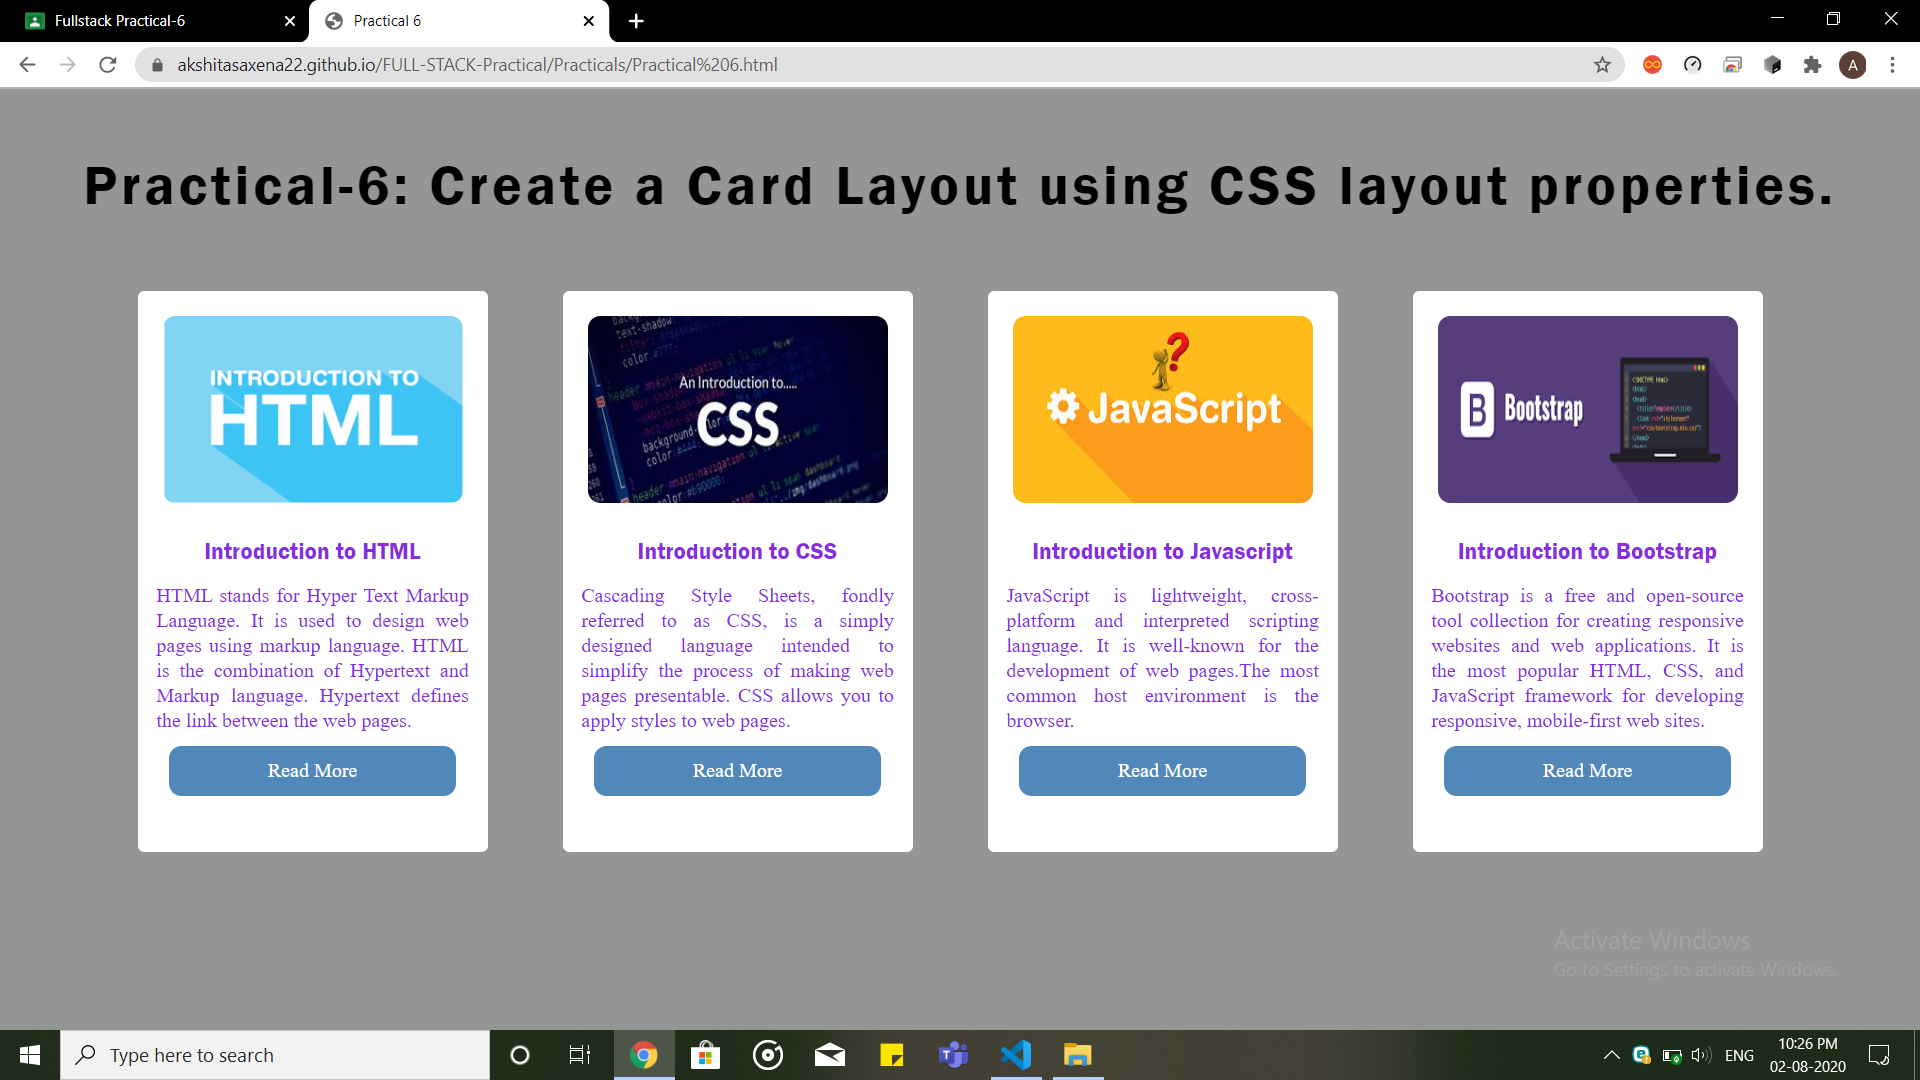 Fullstack Practical-6
Practical 6
akshitasaxena22.github.io/FULL-STACK-Practical/Practicals/Practical%206.html
A
Practical-6: Create a Card Layout using CSS layout properties.
INTRODUCTION TO
HTML
Introduction to HTML
HTML stands for Hyper Text Markup
Language. It is used to design web
pages using markup language. HTML
is the combination of Hypertext and
Markup language. Hypertext defines
the link between the web pages.
Read More
An Introduction to.....
CSS
Introduction to CSS
Cascading Style Sheets, fondly
referred to as CSS, is a simply
designed language intended to
simplify the process of making web
pages presentable. CSS allows you to
apply styles to web pages.
Read More
?
JavaScript
Introduction to Javascript
JavaScript is lightweight, cross-
platform and interpreted scripting
language. It is well-known for the
development of web pages.The most
common host environment is the
browser.
Read More
B Bootstrap
Introduction to Bootstrap
Bootstrap is a free and open-source
tool collection for creating responsive
websites and web applications. It is
the most popular HTML, CSS, and
JavaScript framework for developing
responsive, mobile-first web sites.
Read More
Activate Windows
Go to Settings to activate Windows.
Type here to search
ENG
10:26 PM
02-08-2020